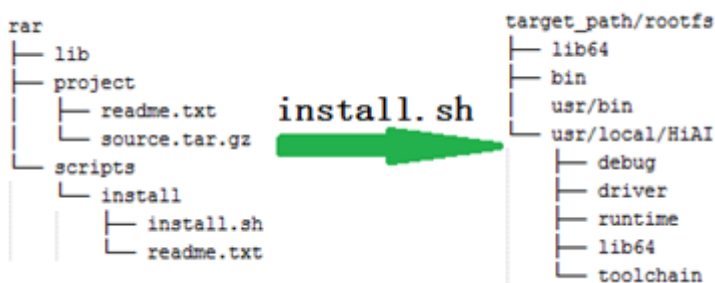 rar
├── lib
├── project
│   ├── readme.txt
│   └── source.tar.gz
└── scripts
    └── install
        ├── install.sh
        └── readme.txt
install.sh
target_path/rootfs
├── lib64
├── bin
│   usr/bin
└── usr/local/HiAI
    ├── debug
    ├── driver
    ├── runtime
    ├── lib64
    └── toolchain